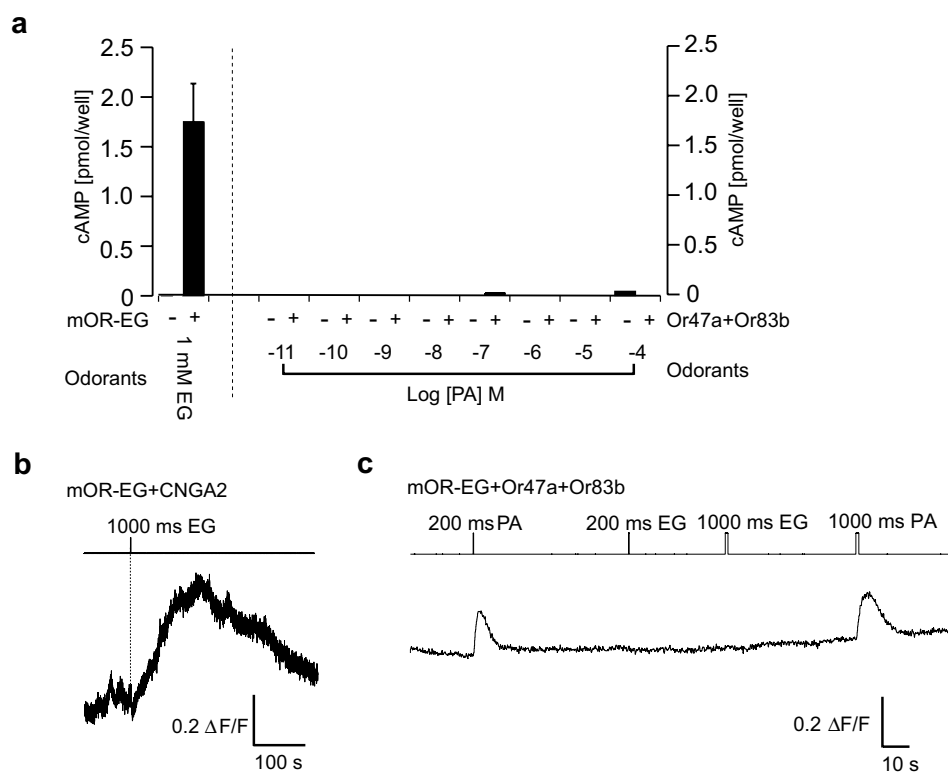 a
cAMP [pmol/well]
2.5
2.0
1.5
1.0
0.5
0
2.5
2.0
1.5
1.0
0.5
0
cAMP [pmol/well]
mOR-EG - + - + - + - + - + - + - + - + - + Or47a+Or83b
Odorants
1 mM EG
-11 -10 -9 -8 -7 -6 -5 -4
Log [PA] M
Odorants
b
mOR-EG+CNGA2
1000 ms EG
0.2 ΔF/F
100 s
c
mOR-EG+Or47a+Or83b
200 ms PA 200 ms EG 1000 ms EG 1000 ms PA
0.2 ΔF/F
10 s